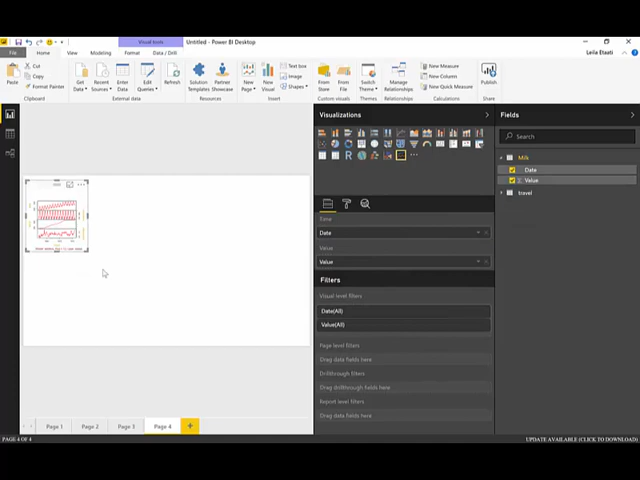 Visual tools
Untitled - Power BI Desktop
File
Home
View
Modeling
Format
Data / Drill
Leila Etaati
Paste
Cut
Copy
Format Painter
Clipboard
Get Data
Recent Sources
Enter Data
Edit Queries
Refresh
External data
Solution Templates
Partner Showcase
Resources
New Page
New Visual
Text box
Image
Shapes
Insert
From Store
From File
Custom visuals
Switch Theme
Themes
Manage Relationships
Relationships
New Measure
New Column
New Quick Measure
Calculations
Publish
Share
Visualizations
Fields
Search
Milk
Date
Value
travel
R
Time
Date
Value
Value
Filters
Visual level filters
Date(All)
Value(All)
Page level filters
Drag data fields here
Drillthrough filters
Drag drillthrough fields here
Report level filters
Drag data fields here
Page 1
Page 2
Page 3
Page 4
PAGE 4 OF 4
UPDATE AVAILABLE (CLICK TO DOWNLOAD)